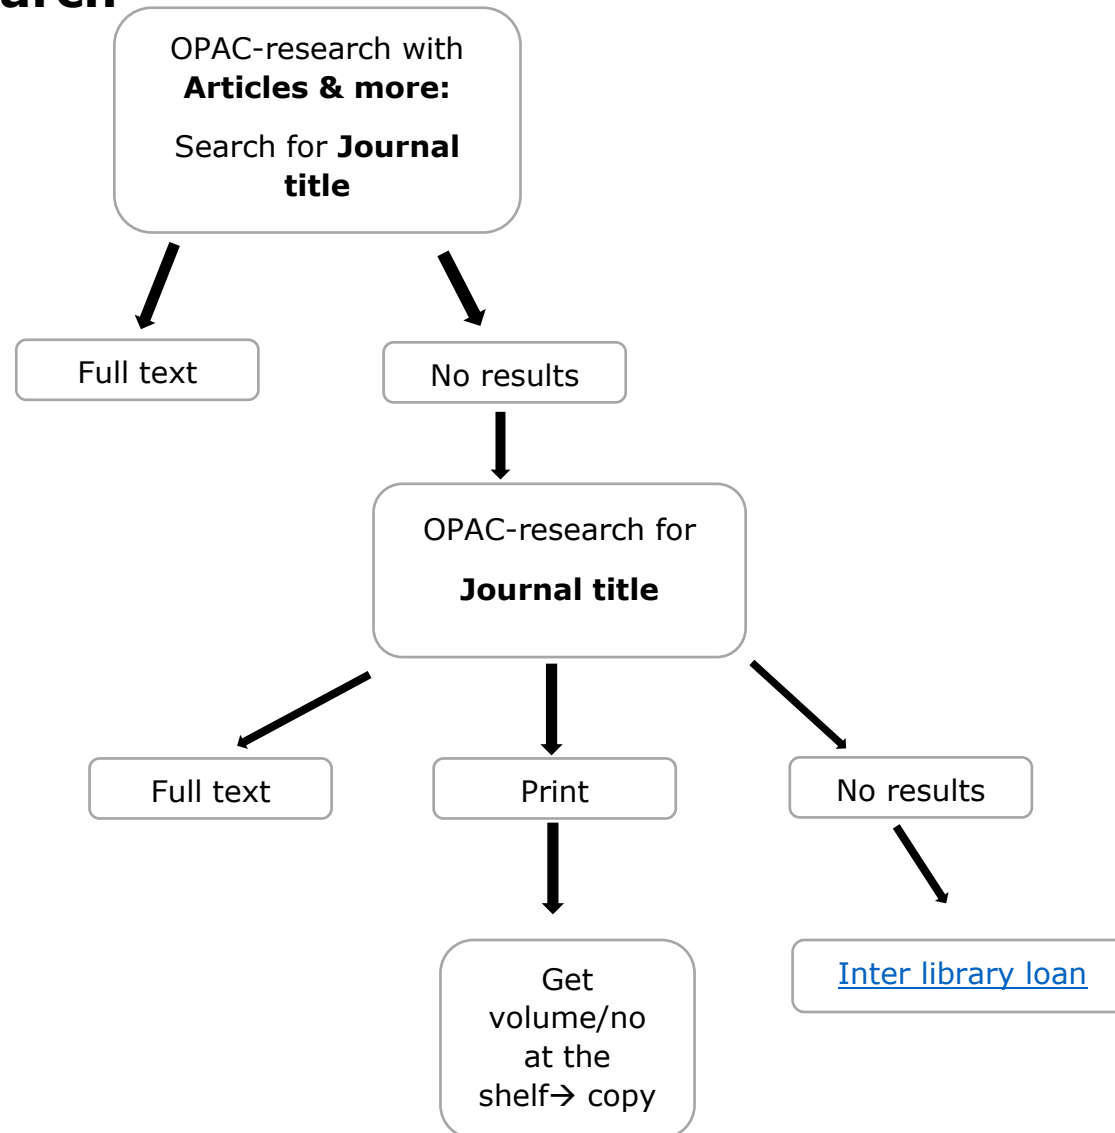 OPAC-research with
Articles & more:
Search for Journal
title
Full text
No results
OPAC-research for
Journal title
Full text
Print
No results
Get
volume/no
at the
shelf→ copy
Inter library loan